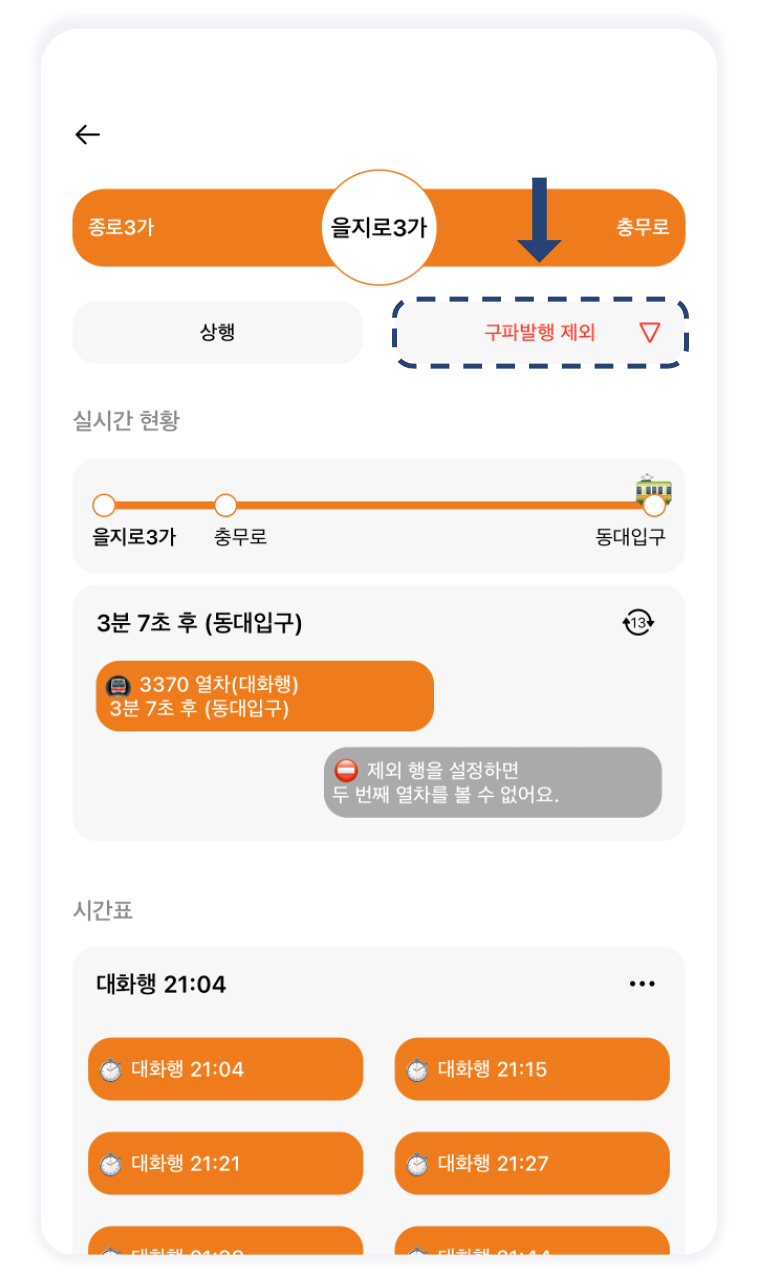 종로3가
을지로3가
충무로
상행
구파발행 제외
실시간 현황
을지로3가
충무로
동대입구
3분 7초 후 (동대입구)
13
3370 열차(대화행)
3분 7초 후 (동대입구)
제외 행을 설정하면
두 번째 열차를 볼 수 없어요.
시간표
대화행 21:04
대화행 21:04
대화행 21:15
대화행 21:21
대화행 21:27